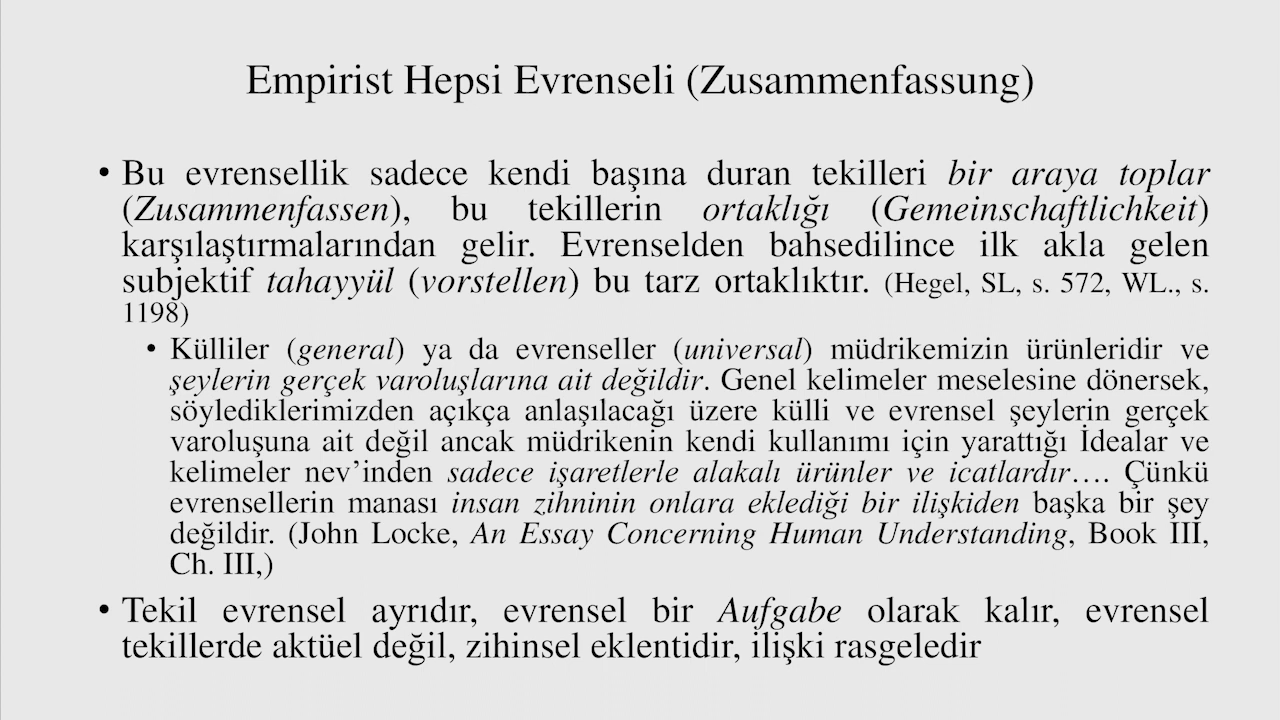 Empirist Hepsi Evrenseli (Zusammenfassung)
• Bu evrensellik sadece kendi başına duran tekilleri bir araya toplar
(Zusammenfassen), bu tekillerin ortaklığı (Gemeinschaftlichkeit)
karşılaştırmalarından gelir. Evrenselden bahsedilince ilk akla gelen
subjektif tahayyül (vorstellen) bu tarz ortaklıktır. (Hegel, SL, s. 572, WL., s.
1198)
• Külliler (general) ya da evrenseller (universal) müdrikemizin ürünleridir ve
şeylerin gerçek varoluşlarına ait değildir. Genel kelimeler meselesine dönersek,
söylediklerimizden açıkça anlaşılacağı üzere külli ve evrensel şeylerin gerçek
varoluşuna ait değil ancak müdrikenin kendi kullanımı için yarattığı İdealar ve
kelimeler nev’inden sadece işaretlerle alakalı ürünler ve icatlardır…. Çünkü
evrensellerin manası insan zihninin onlara eklediği bir ilişkiden başka bir şey
değildir. (John Locke, An Essay Concerning Human Understanding, Book III,
Ch. III,)
• Tekil evrensel ayrıdır, evrensel bir Aufgabe olarak kalır, evrensel
tekillerde aktüel değil, zihinsel eklentidir, ilişki rasgeledir